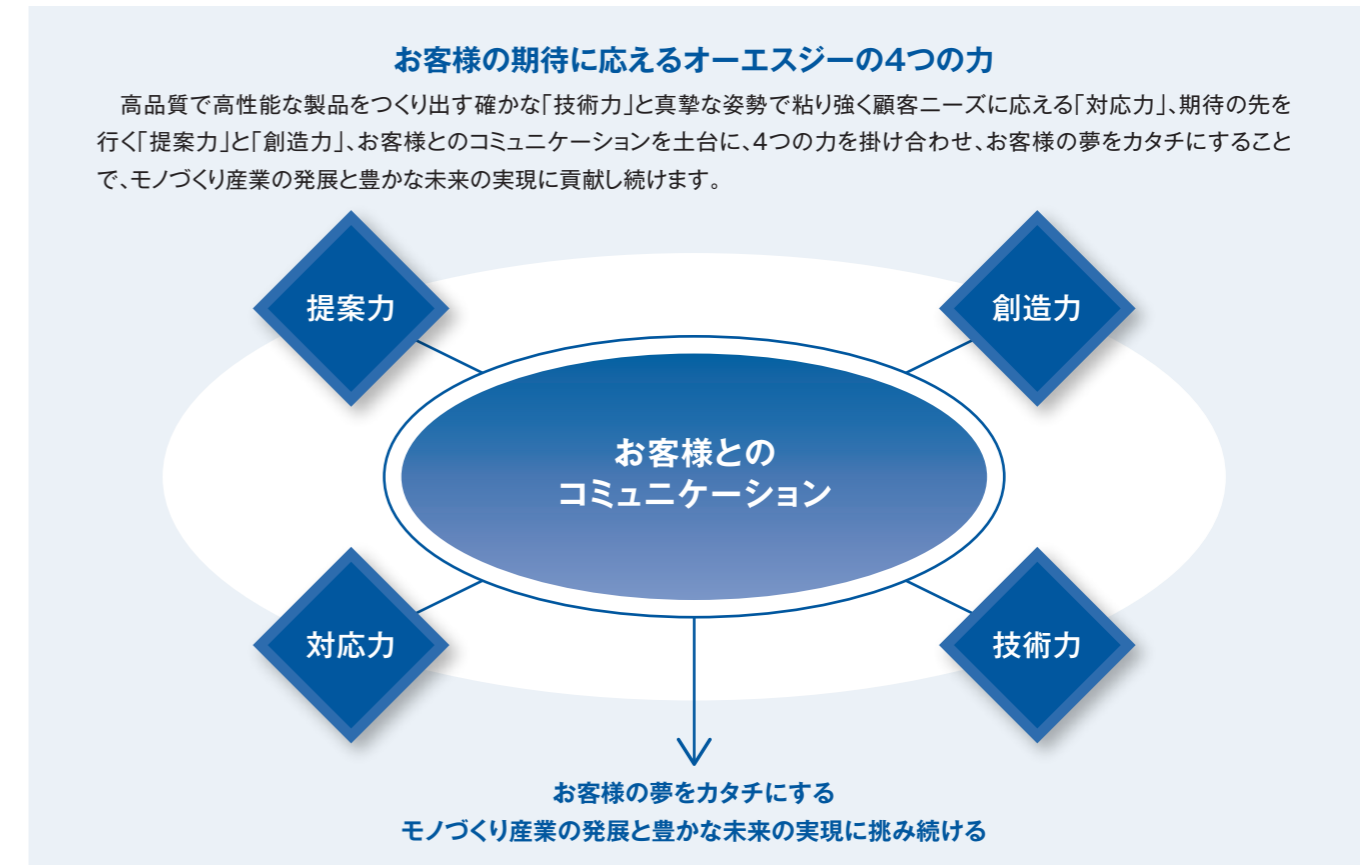 お客様の期待に応えるオーエスジーの4つの力
高品質で高性能な製品をつくり出す確かな「技術力」と真摯な姿勢で粘り強く顧客ニーズに応える「対応力」、期待の先を
行く「提案力」と「創造力」、お客様とのコミュニケーションを土台に、4つの力を掛け合わせ、お客様の夢をカタチにすること
で、モノづくり産業の発展と豊かな未来の実現に貢献し続けます。
提案力
創造力
お客様との
コミュニケーション
対応力
技術力
お客様の夢をカタチにする
モノづくり産業の発展と豊かな未来の実現に挑み続ける